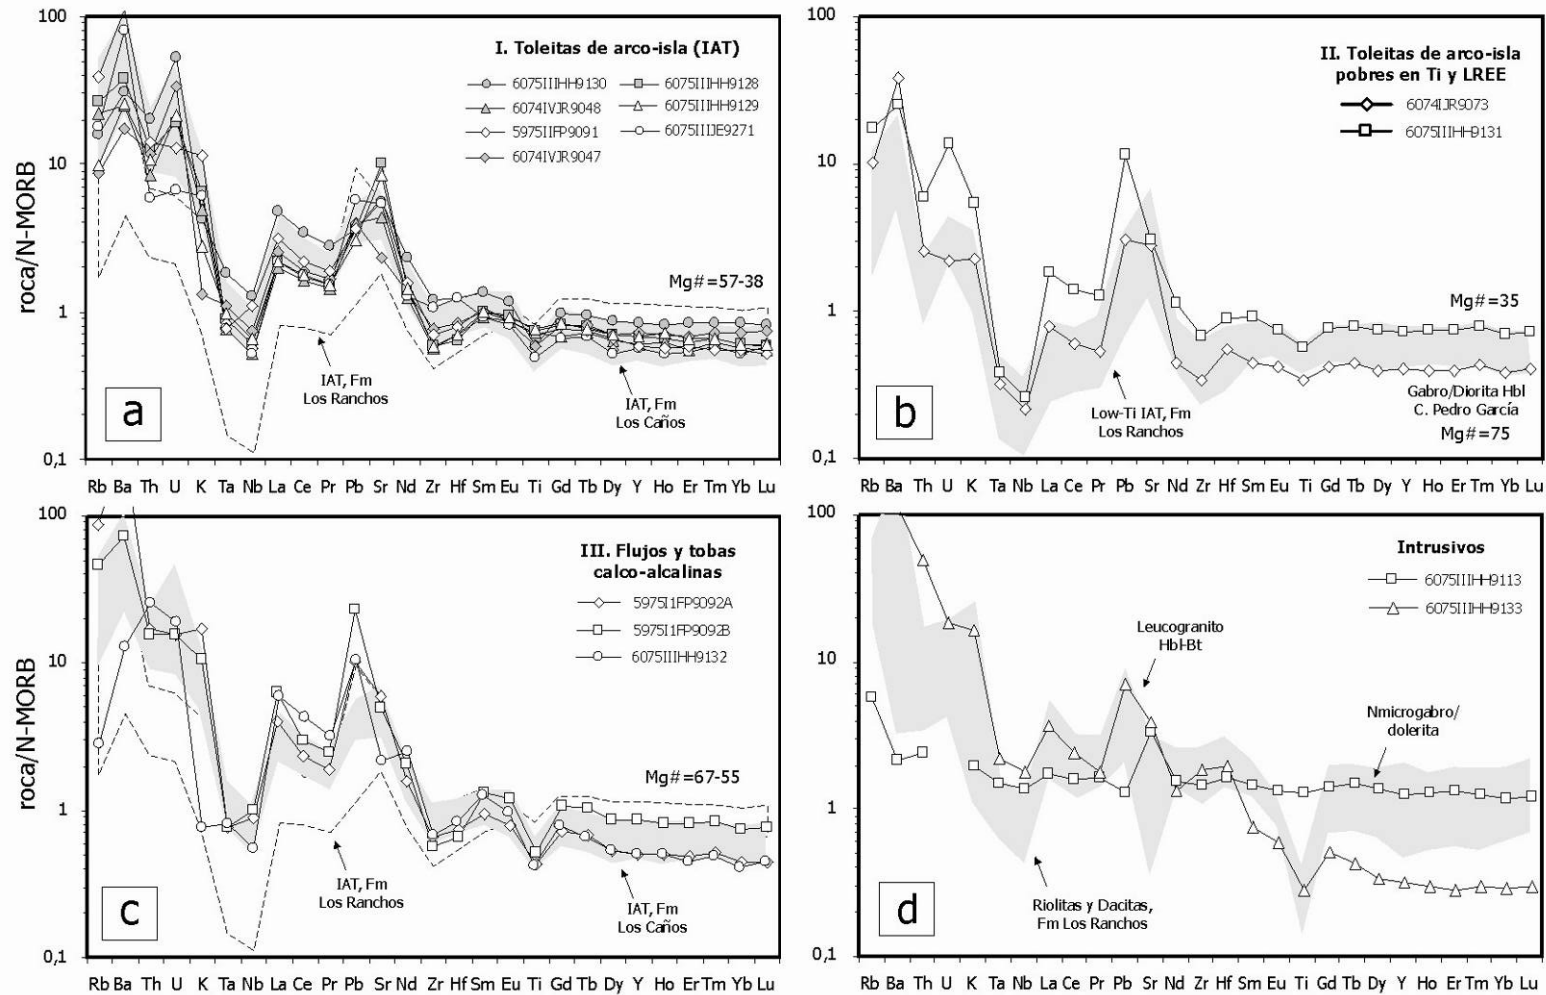 100
10
1
0,1
roca/N-MORB
I. Toleitas de arco-isla (IAT)
6075IIIHH9130
6075IIIHH9128
6074IVJR9048
6075IIIHH9129
5975IIFP9091
6075IIIJE9271
6074IVJR9047
Mg#=57-38
IAT, Fm
Los Ranchos
IAT, Fm
Los Caños
a
Rb Ba Th U K Ta Nb La Ce Pr Pb Sr Nd Zr Hf Sm Eu Ti Gd Tb Dy Y Ho Er Tm Yb Lu
100
10
1
0,1
II. Toleitas de arco-isla
pobres en Ti y LREE
6074IJR9073
6075IIIHH9131
Mg#=35
Low-Ti IAT, Fm
Los Ranchos
Gabro/Diorita Hbl
C. Pedro García
Mg#=75
b
Rb Ba Th U K Ta Nb La Ce Pr Pb Sr Nd Zr Hf Sm Eu Ti Gd Tb Dy Y Ho Er Tm Yb Lu
100
10
1
0,1
roca/N-MORB
III. Flujos y tobas
calco-alcalinas
5975I1FP9092A
5975I1FP9092B
6075IIIHH9132
Mg#=67-55
IAT, Fm
Los Ranchos
IAT, Fm
Los Caños
c
Rb Ba Th U K Ta Nb La Ce Pr Pb Sr Nd Zr Hf Sm Eu Ti Gd Tb Dy Y Ho Er Tm Yb Lu
100
10
1
0,1
Intrusivos
6075IIIHH9113
6075IIIHH9133
Leucogranito
Hbl-Bt
Nmicrogabro/
dolerita
Riolitas y Dacitas,
Fm Los Ranchos
d
Rb Ba Th U K Ta Nb La Ce Pr Pb Sr Nd Zr Hf Sm Eu Ti Gd Tb Dy Y Ho Er Tm Yb Lu